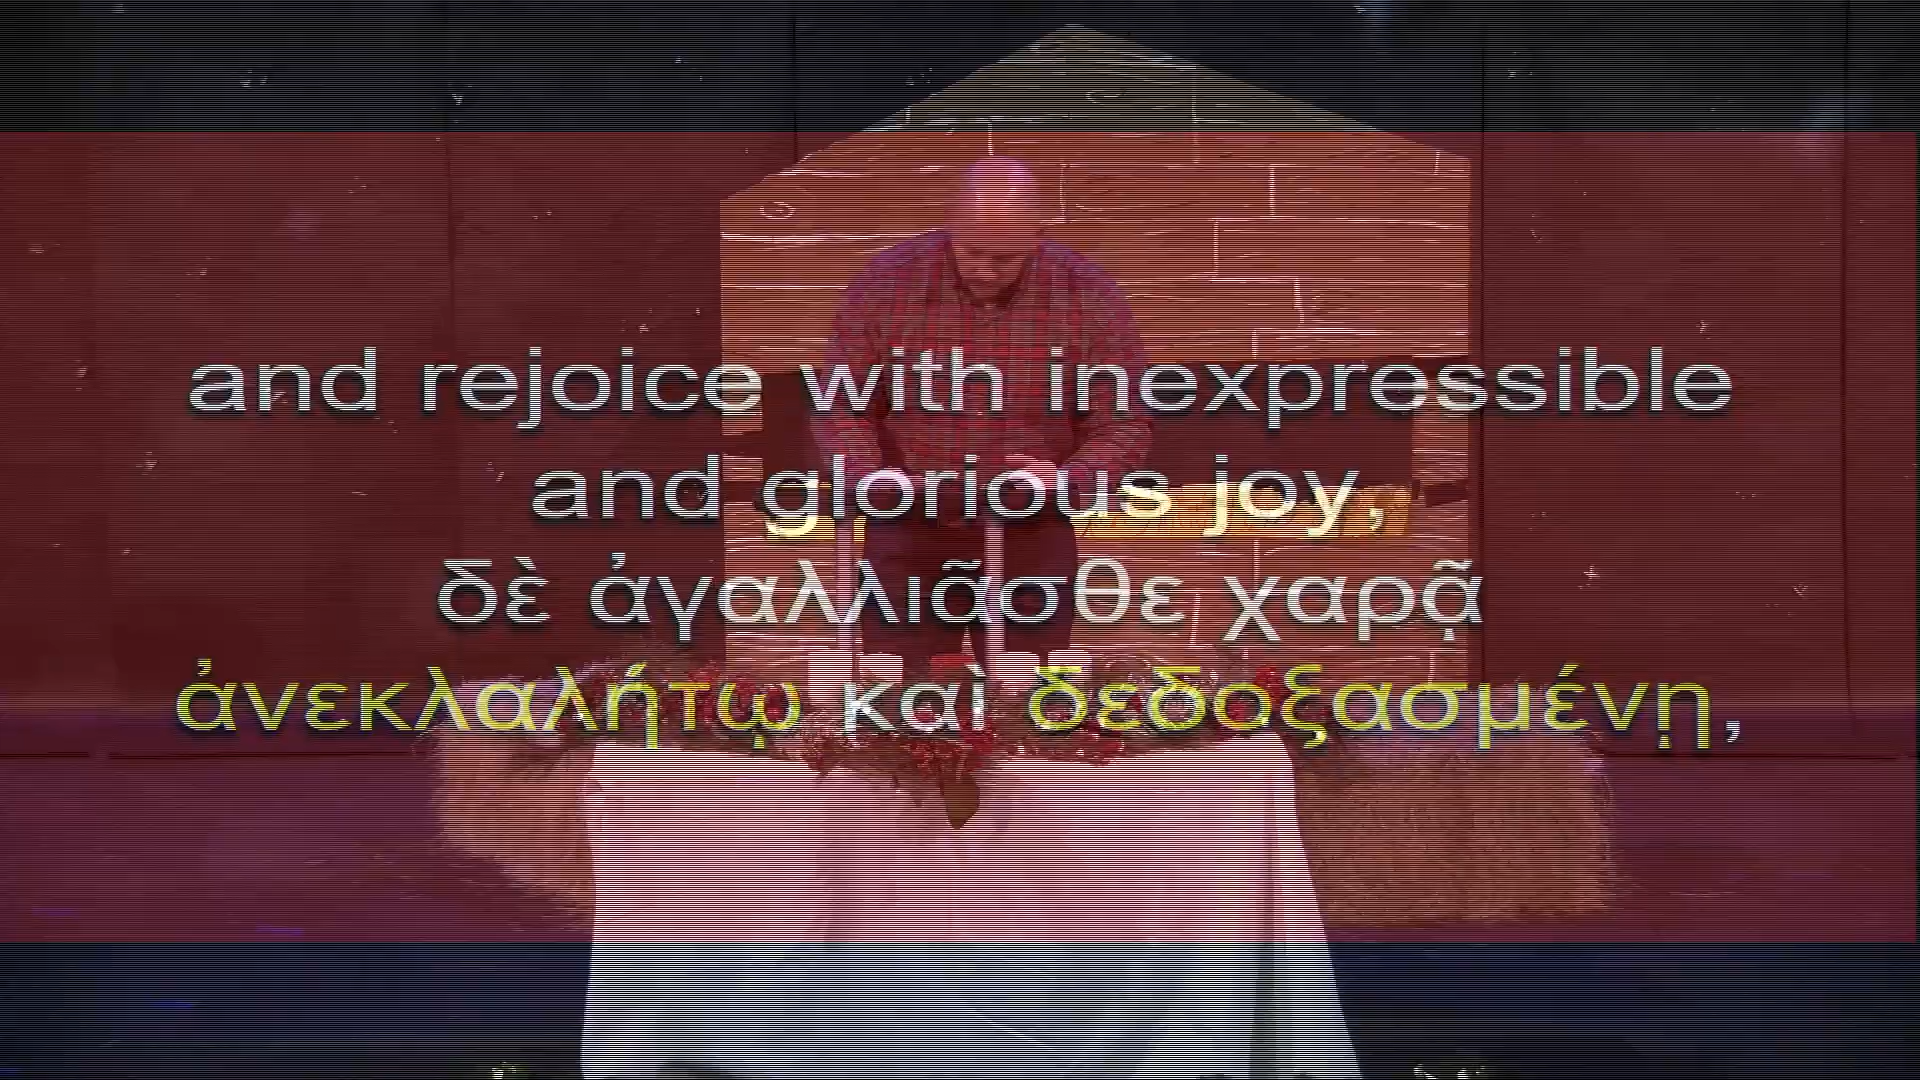 and rejoice with inexpressible
and glorious joy,
δὲ ἀγαλλιᾶσθε χαρᾷ
ἀνεκλαλήτῳ καὶ δεδοξασμένῃ,